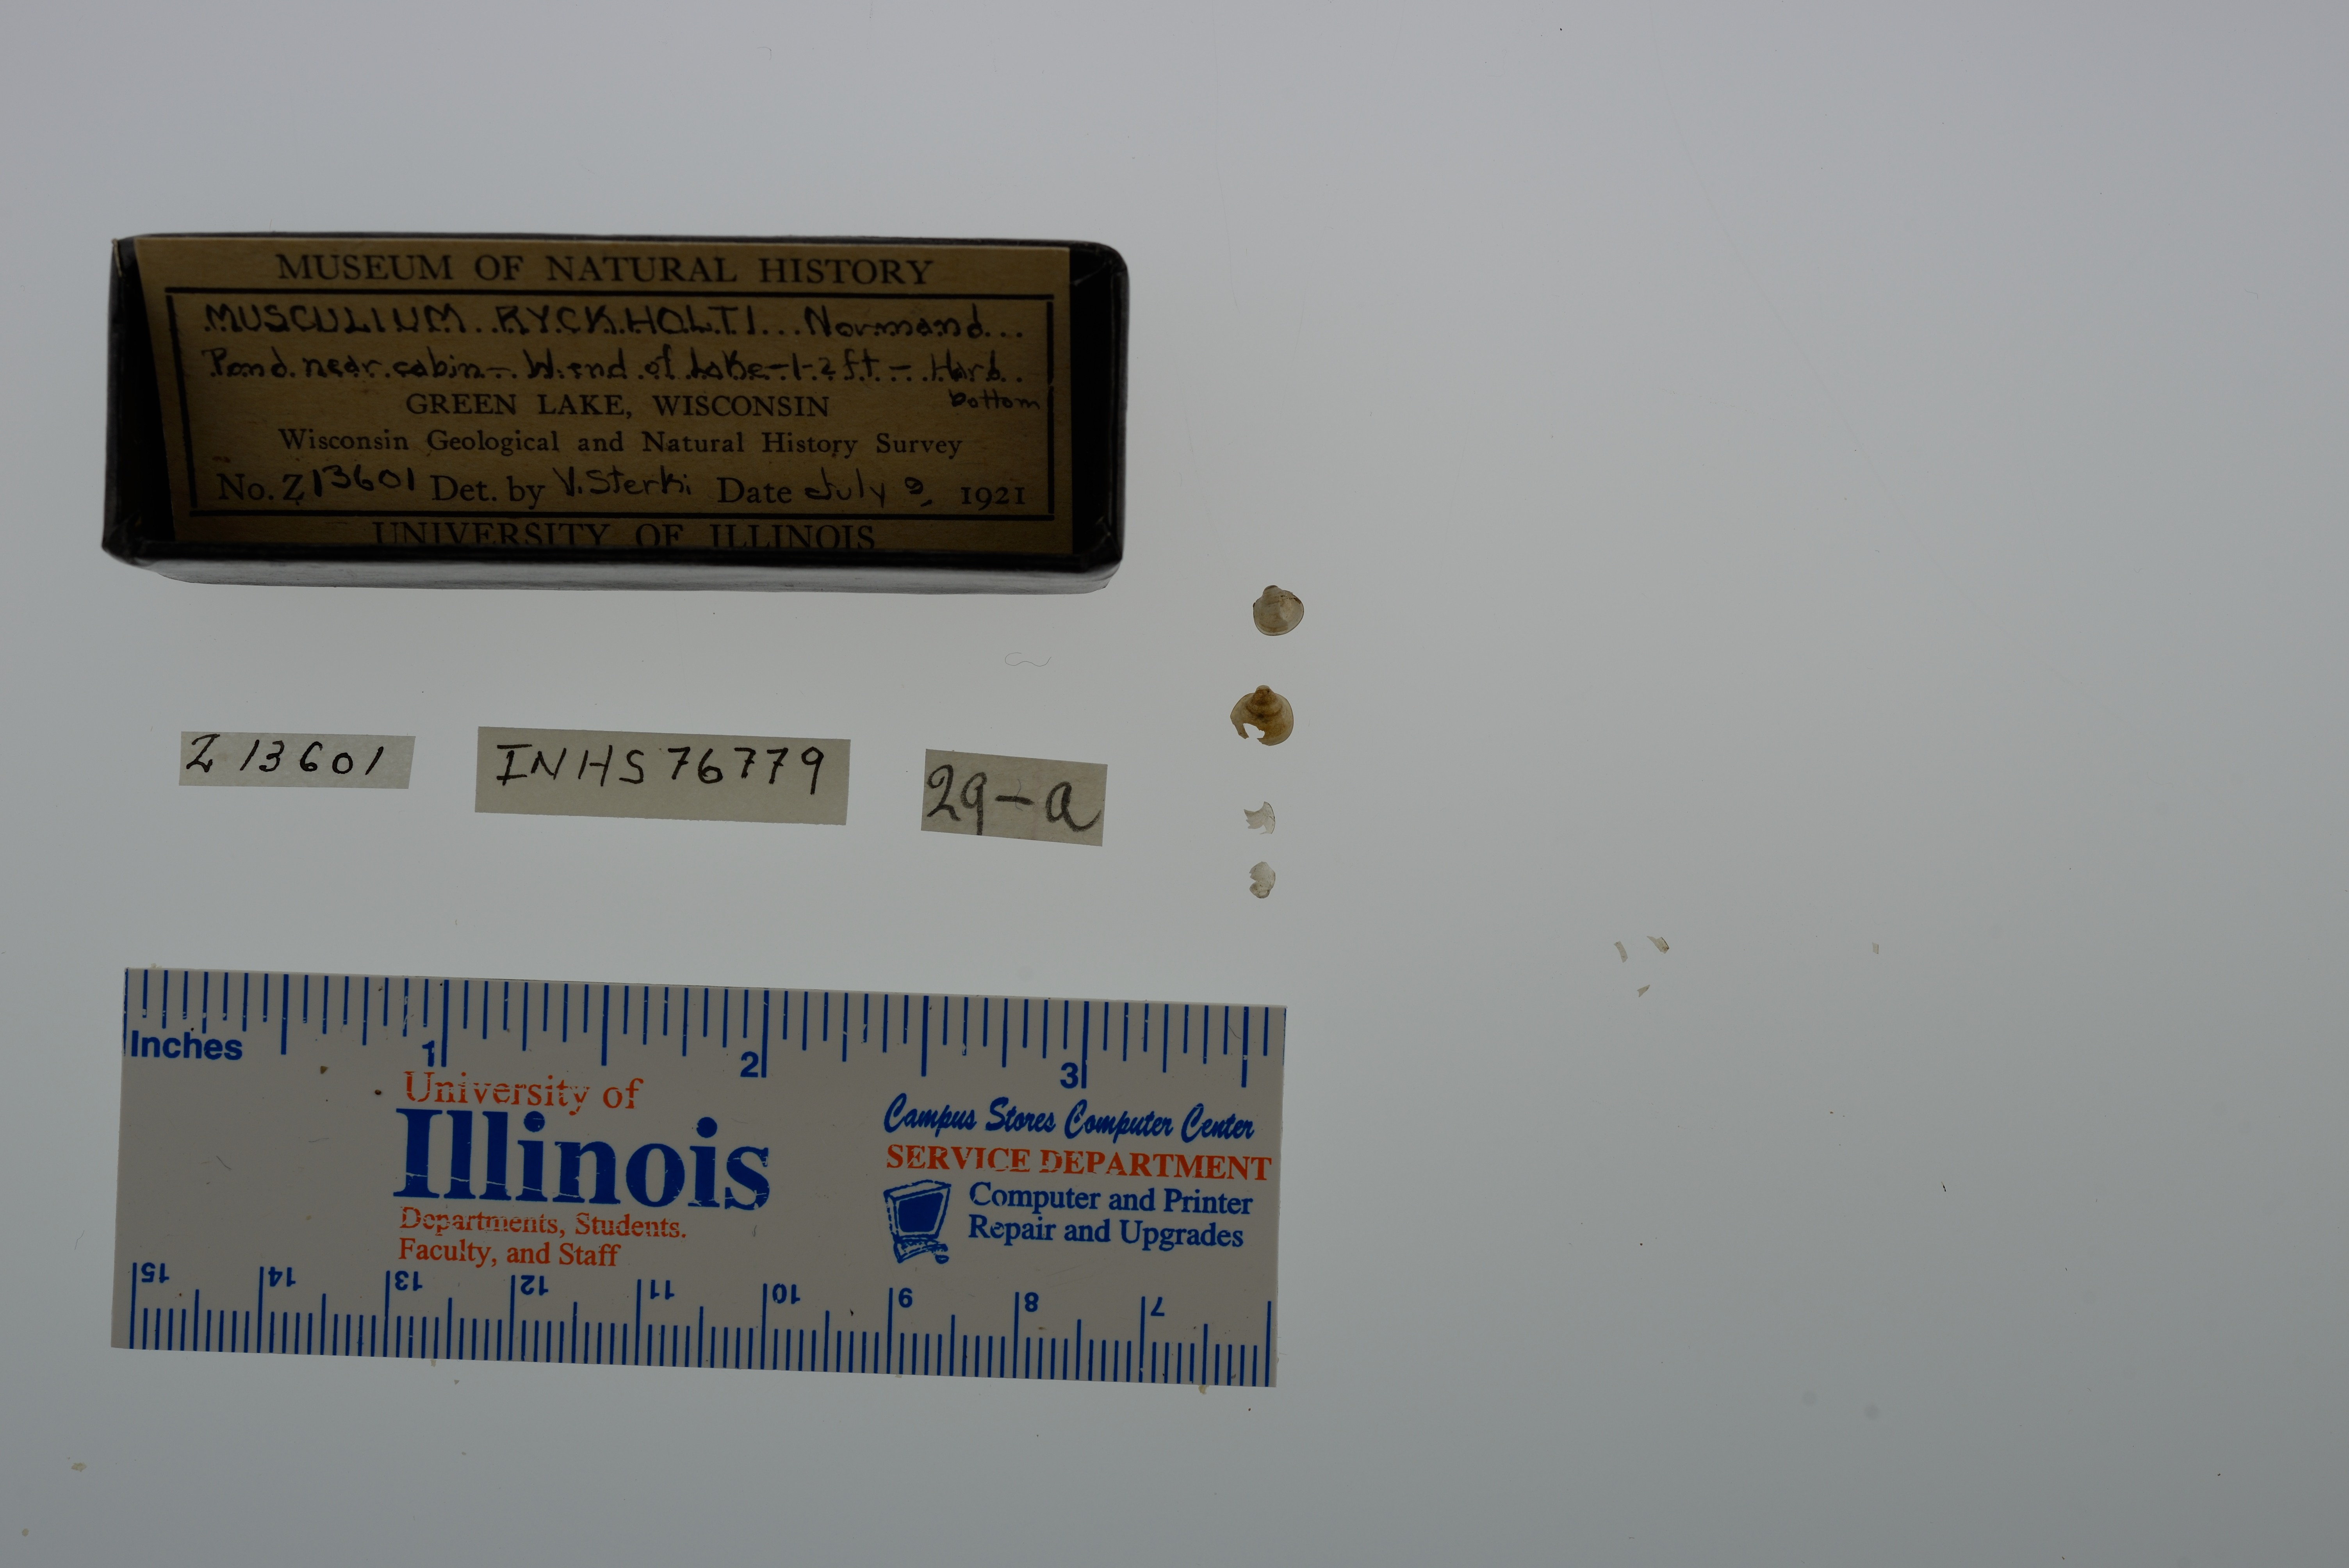 MUSEUM OF NATURAL HISTORY
MUSCULIUM RYCKHOLTI Normand
Pond near cabin - W. end of Lake - 1-2 ft. - Hard
bottom
GREEN LAKE, WISCONSIN
Wisconsin Geological and Natural History Survey
No. Z13601 Det. by V. Sterki Date July 9, 1921
UNIVERSITY OF ILLINOIS
Z 13601
INHS 76779
29-a
Inches 1 2 3
University of
Illinois
Departments, Students.
Faculty, and Staff
Campus Stores Computer Center
SERVICE DEPARTMENT
Computer and Printer
Repair and Upgrades
15 14 13 12 11 10 9 8 7